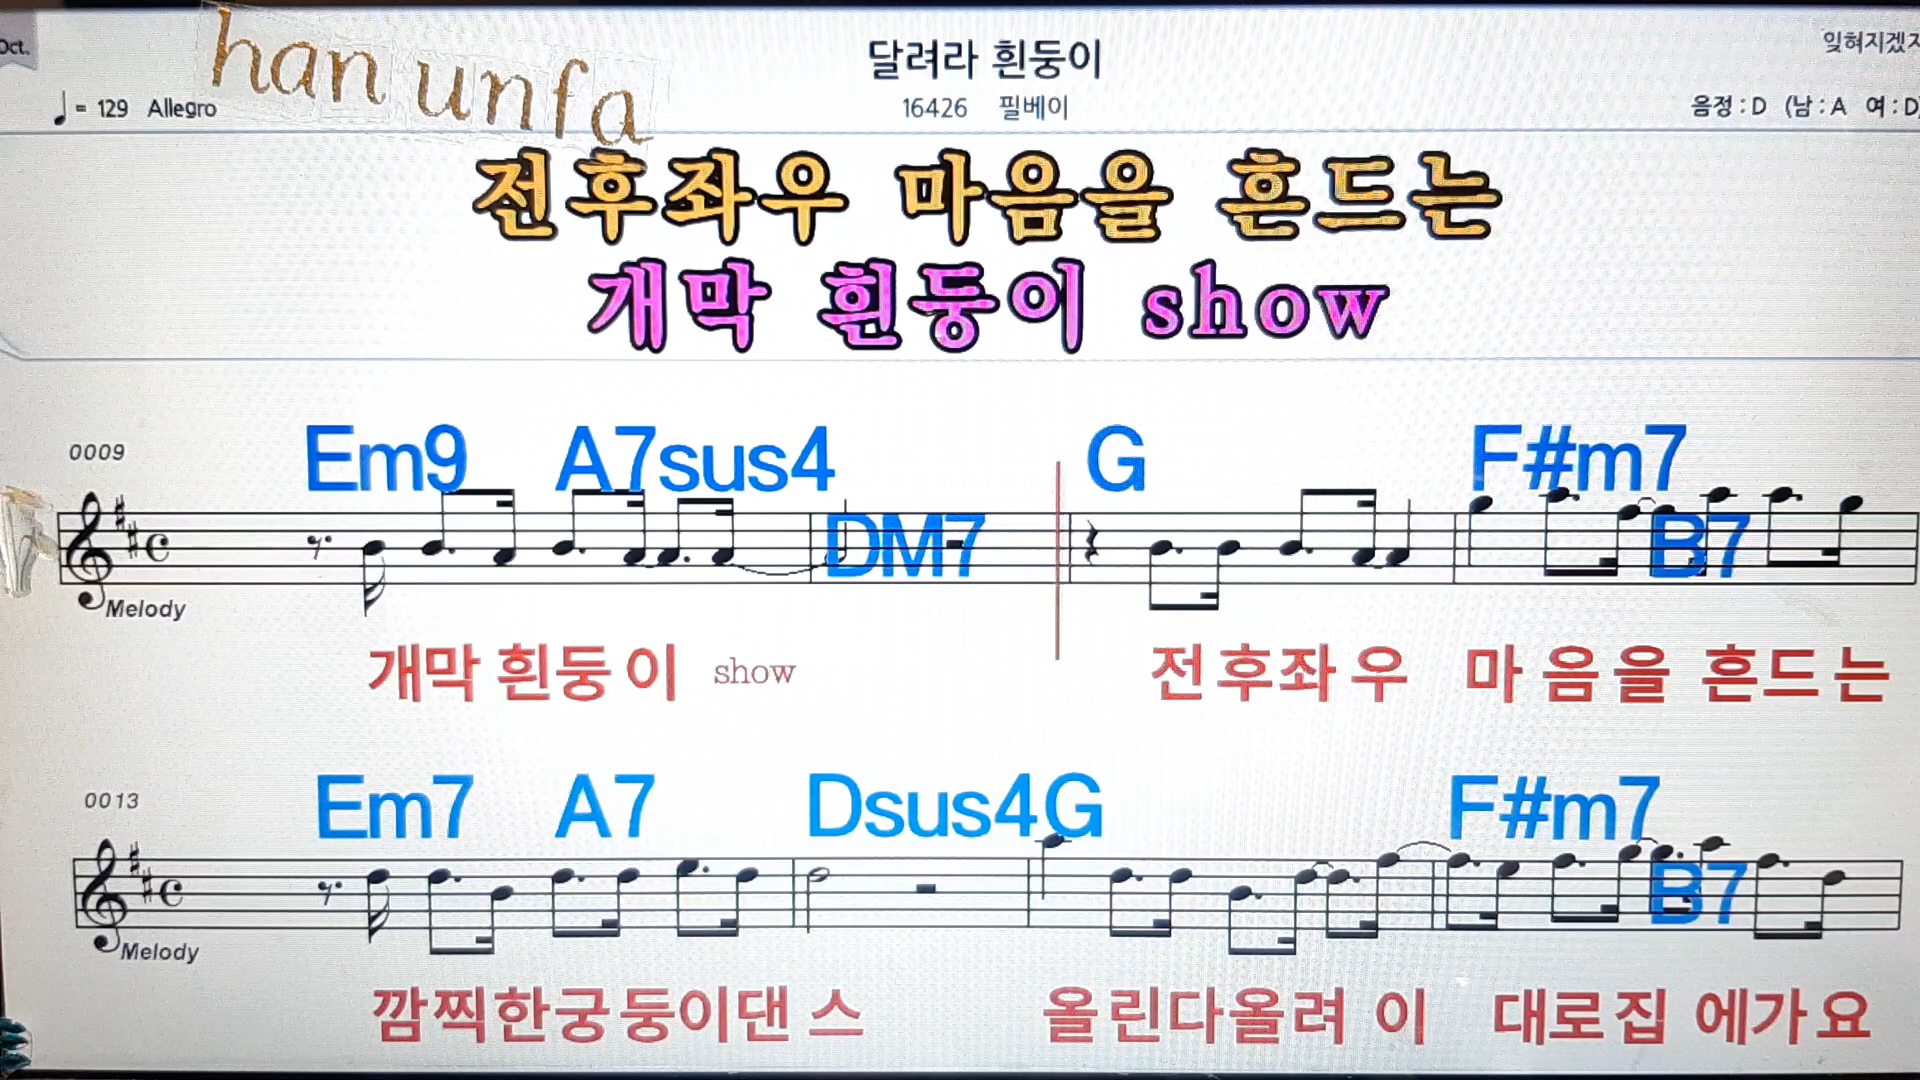 Oct.
han unfa
달려라 흰둥이
잊혀지겠지
♩= 129 Allegro
16426 필베이
음정 : D (남 : A 여 : D)
전후좌우 마음을 흔드는
개막 흰둥이 show
0009
Em9 A7sus4 DM7 G F#m7 B7
Melody
개막 흰둥이 show 전후좌우 마음을 흔드는
0013
Em7 A7 Dsus4 G F#m7 B7
Melody
깜찍한궁둥이댄스 올린다올려 이 대로집 에가요